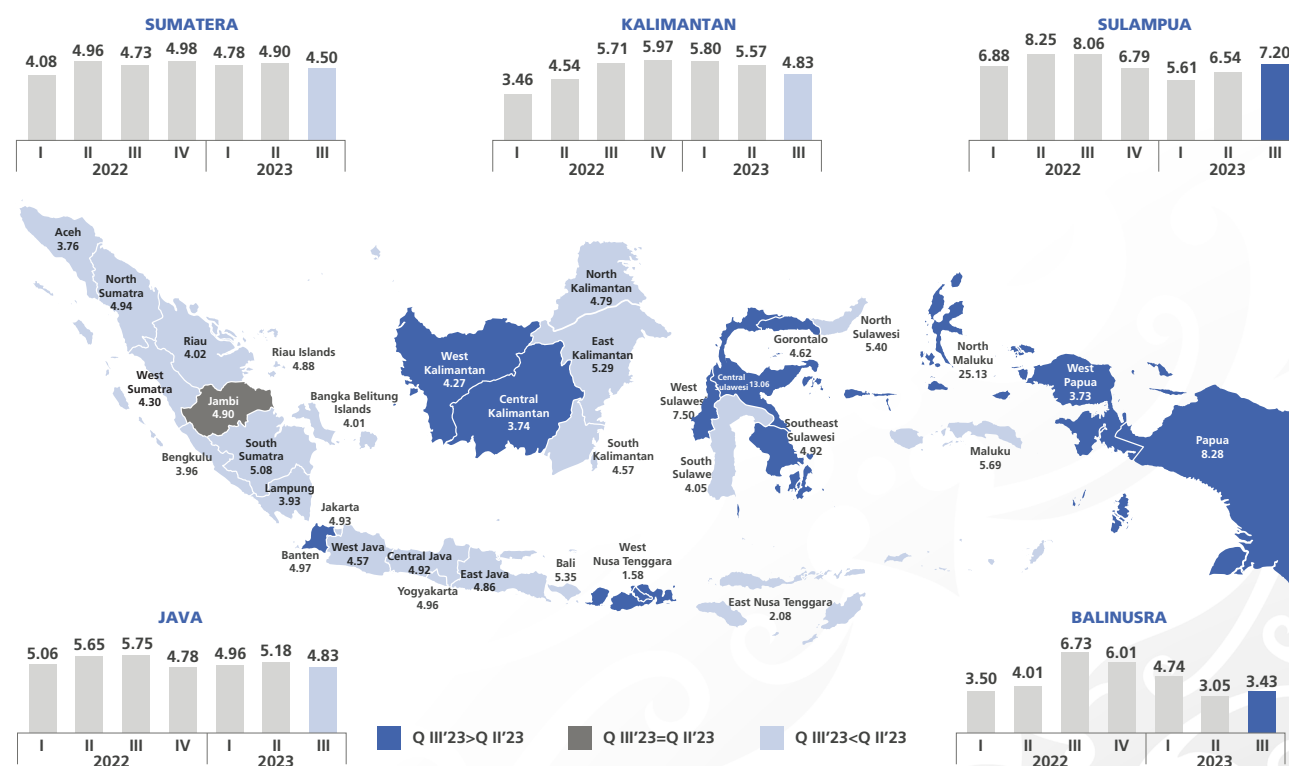 SUMATERA
4.08 4.96 4.73 4.98 4.78 4.90 4.50
I II III IV I II III
2022 2023
KALIMANTAN
3.46 4.54 5.71 5.97 5.80 5.57 4.83
I II III IV I II III
2022 2023
SULAMPUA
6.88 8.25 8.06 6.79 5.61 6.54 7.20
I II III IV I II III
2022 2023
Aceh
3.76
North
Sumatra
4.94
Riau
4.02
Riau Islands
4.88
West
Sumatra
4.30
Jambi
4.90
Bangka Belitung
Islands
4.01
Bengkulu
3.96
South
Sumatra
5.08
Lampung
3.93
Jakarta
4.93
Banten
4.97
West Java
4.57
Central Java
4.92
Yogyakarta
4.96
East Java
4.86
Bali
5.35
West
Nusa Tenggara
1.58
East Nusa Tenggara
2.08
West
Kalimantan
4.27
Central
Kalimantan
3.74
North
Kalimantan
4.79
East
Kalimantan
5.29
South
Kalimantan
4.57
Gorontalo
4.62
North
Sulawesi
5.40
Central
Sulawesi 13.06
West
Sulawes
7.50
Southeast
Sulawesi
4.92
South
Sulawe
4.05
North
Maluku
25.13
Maluku
5.69
West
Papua
3.73
Papua
8.28
JAVA
5.06 5.65 5.75 4.78 4.96 5.18 4.83
I II III IV I II III
2022 2023
Q III'23>Q II'23 Q III'23=Q II'23 Q III'23<Q II'23
BALINUSRA
3.50 4.01 6.73 6.01 4.74 3.05 3.43
I II III IV I II III
2022 2023